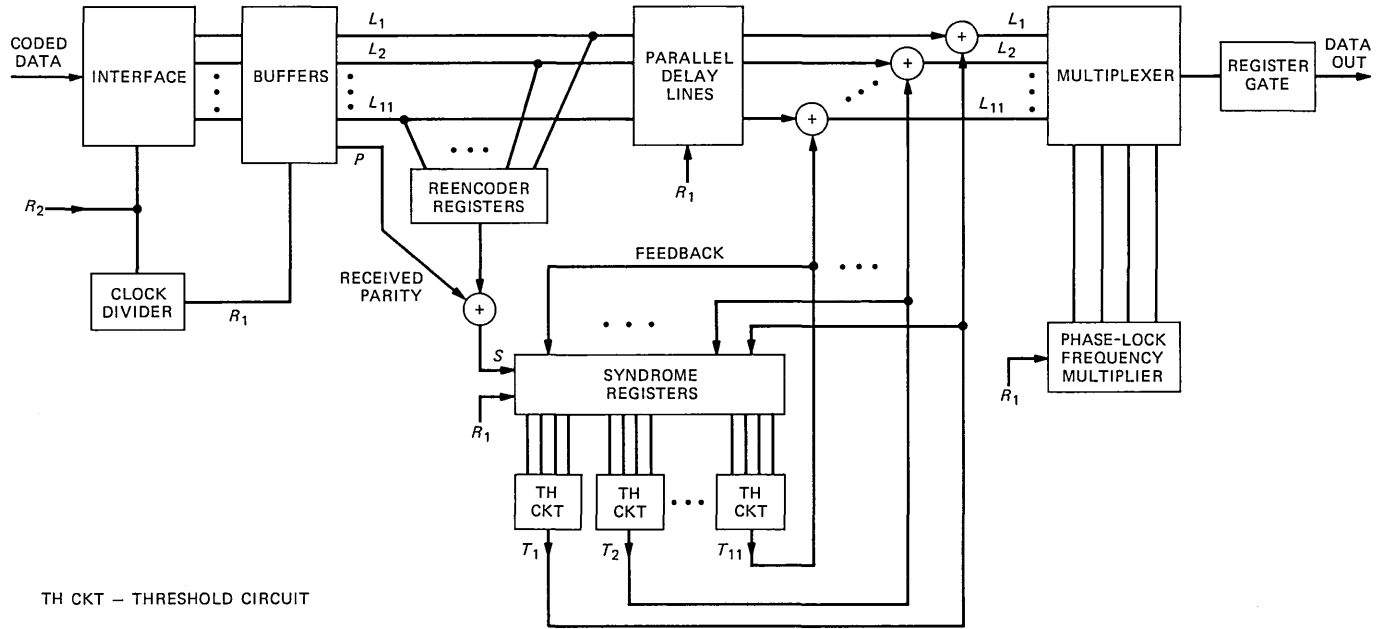 CODED
DATA
INTERFACE
BUFFERS
L1
L2
L11
P
PARALLEL
DELAY
LINES
R1
+
+
+
L1
L2
L11
MULTIPLEXER
REGISTER
GATE
DATA
OUT
R2
CLOCK
DIVIDER
R1
REENCODER
REGISTERS
RECEIVED
PARITY
+
FEEDBACK
S
R1
SYNDROME
REGISTERS
PHASE-LOCK
FREQUENCY
MULTIPLIER
R1
TH
CKT
TH
CKT
TH
CKT
T1
T2
T11
TH CKT – THRESHOLD CIRCUIT